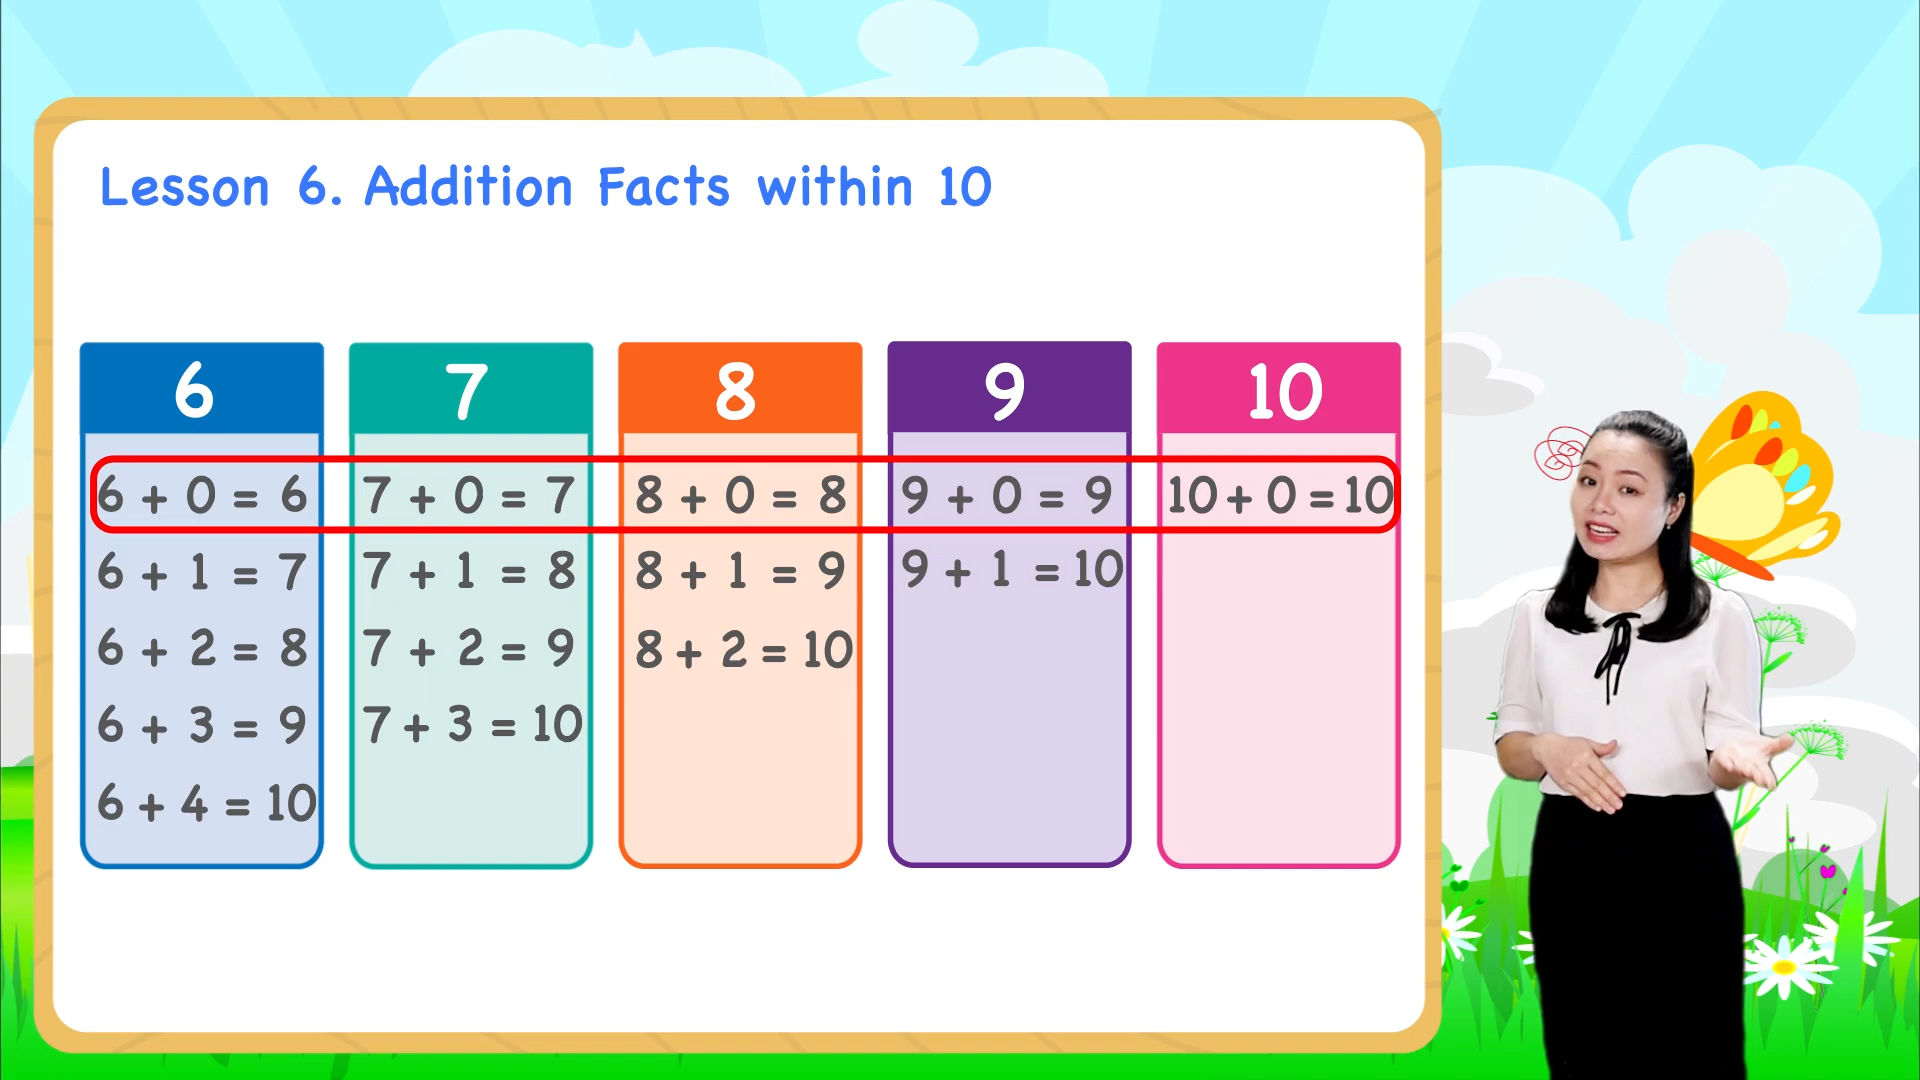 Lesson 6. Addition Facts within 10
6
6 + 0 = 6
6 + 1 = 7
6 + 2 = 8
6 + 3 = 9
6 + 4 = 10
7
7 + 0 = 7
7 + 1 = 8
7 + 2 = 9
7 + 3 = 10
8
8 + 0 = 8
8 + 1 = 9
8 + 2 = 10
9
9 + 0 = 9
9 + 1 = 10
10
10 + 0 = 10